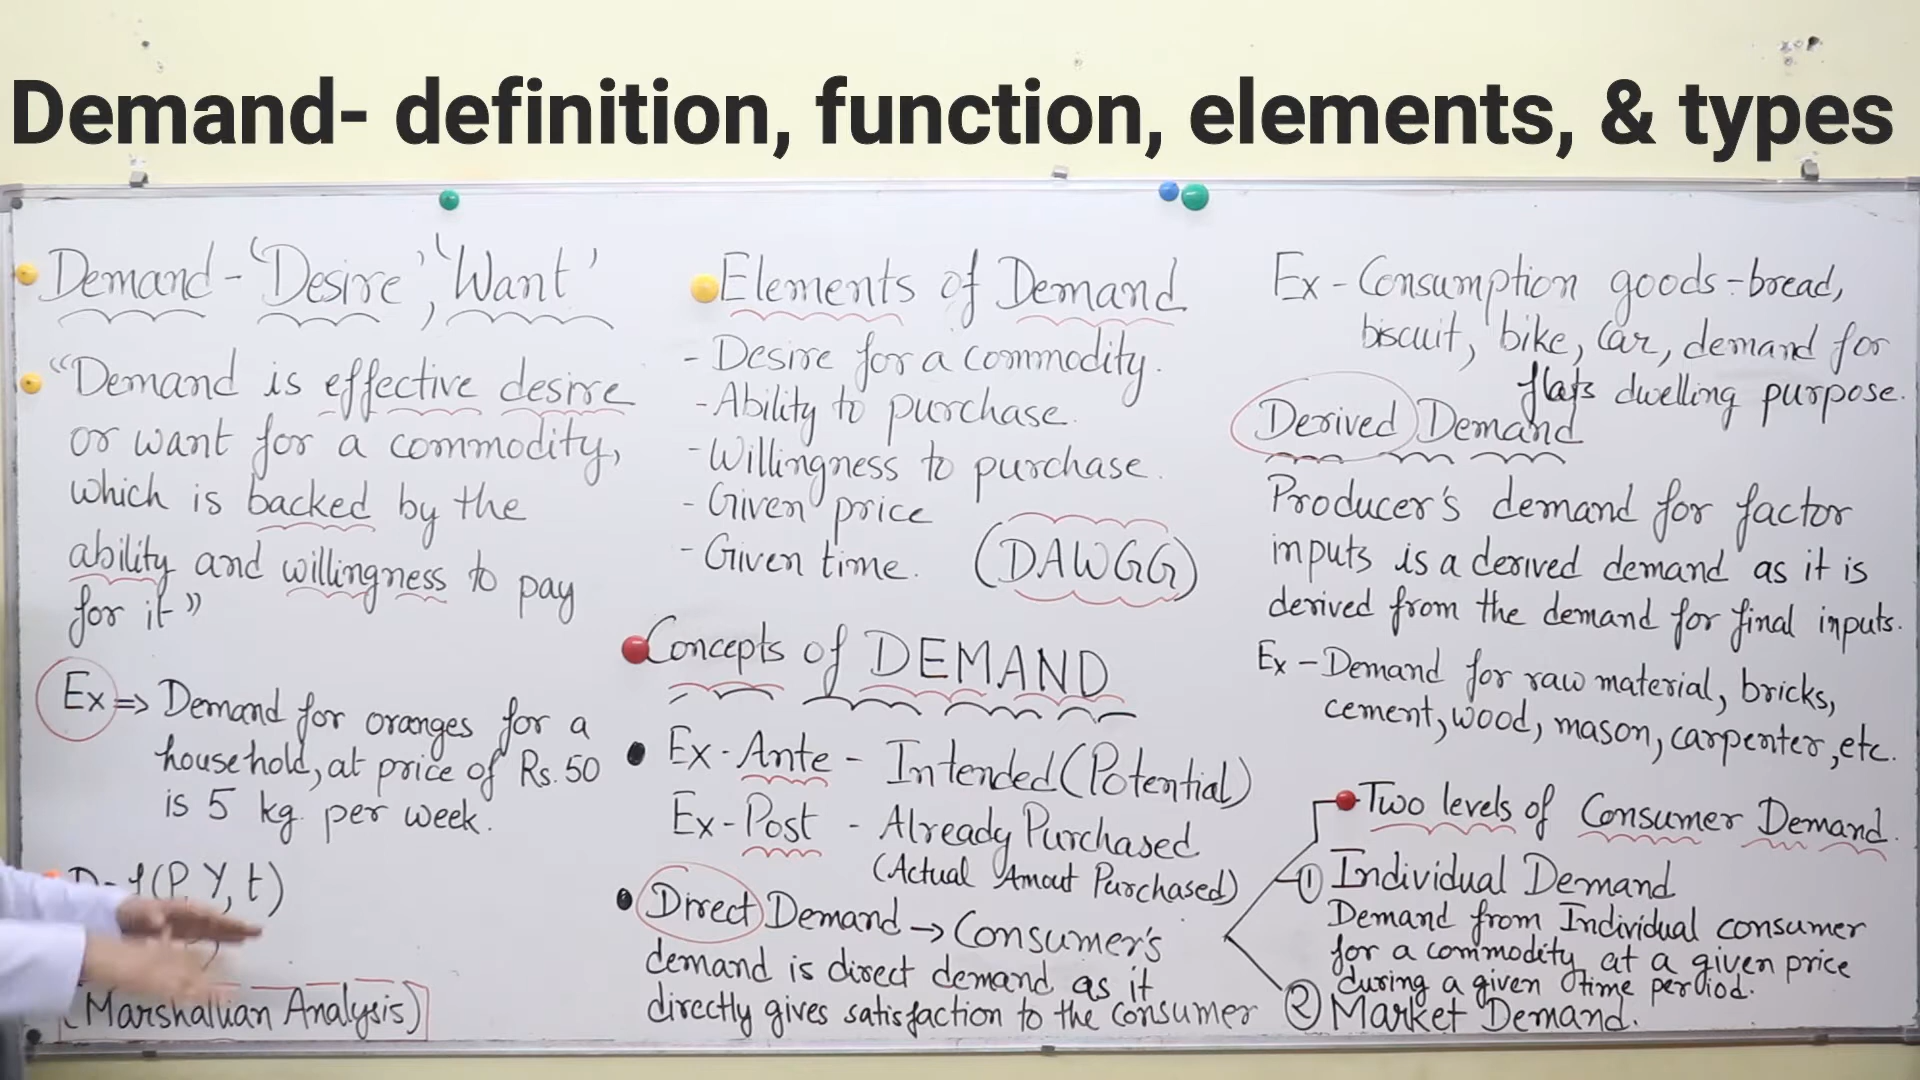 Demand- definition, function, elements, & types
Demand - 'Desire', 'Want'
"Demand is effective desire
or want for a commodity,
which is backed by the
ability and willingness to pay
for it"
Ex => Demand for oranges for a
household, at price of Rs. 50
is 5 kg. per week.
(P, Y, t)
(Marshallian Analysis)
Elements of Demand
- Desire for a commodity.
- Ability to purchase.
- Willingness to purchase.
- Given price
- Given time. (DAWGG)
Concepts of DEMAND
Ex-Ante - Intended (Potential)
Ex-Post - Already Purchased
(Actual Amout Purchased)
Direct Demand → Consumer's
demand is direct demand as it
directly gives satisfaction to the consumer
Ex - Consumption goods - bread,
biscuit, bike, car, demand for
flats dwelling purpose.
Derived Demand
Producer's demand for factor
inputs is a derived demand as it is
derived from the demand for final inputs.
Ex - Demand for raw material, bricks,
cement, wood, mason, carpenter, etc.
Two levels of Consumer Demand.
① Individual Demand
Demand from Individual consumer
for a commodity at a given price
during a given time period.
② Market Demand.